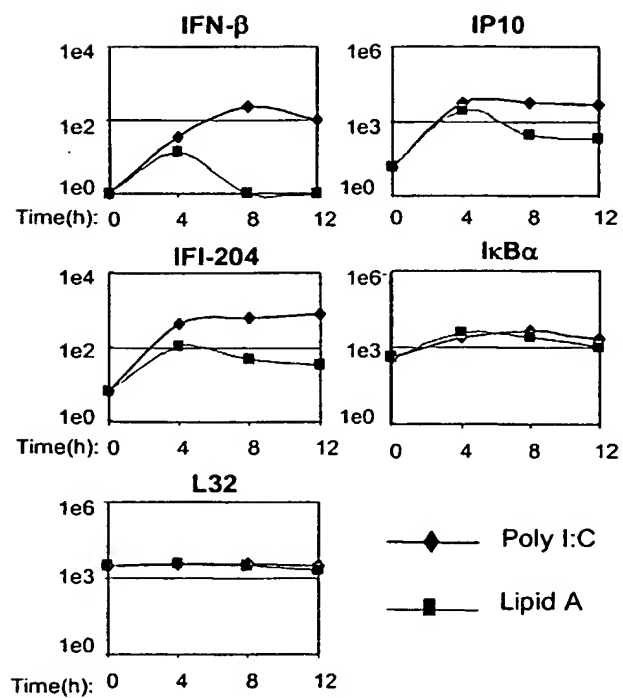 IFN-β
IP10
1e4
1e2
1e0
Time(h): 0 4 8 12
1e6
1e3
1e0
0 4 8 12
IFI-204
IκBα
1e4
1e2
1e0
Time(h): 0 4 8 12
1e6
1e3
1e0
0 4 8 12
L32
1e6
1e3
1e0
Time(h): 0 4 8 12
Poly I:C
Lipid A